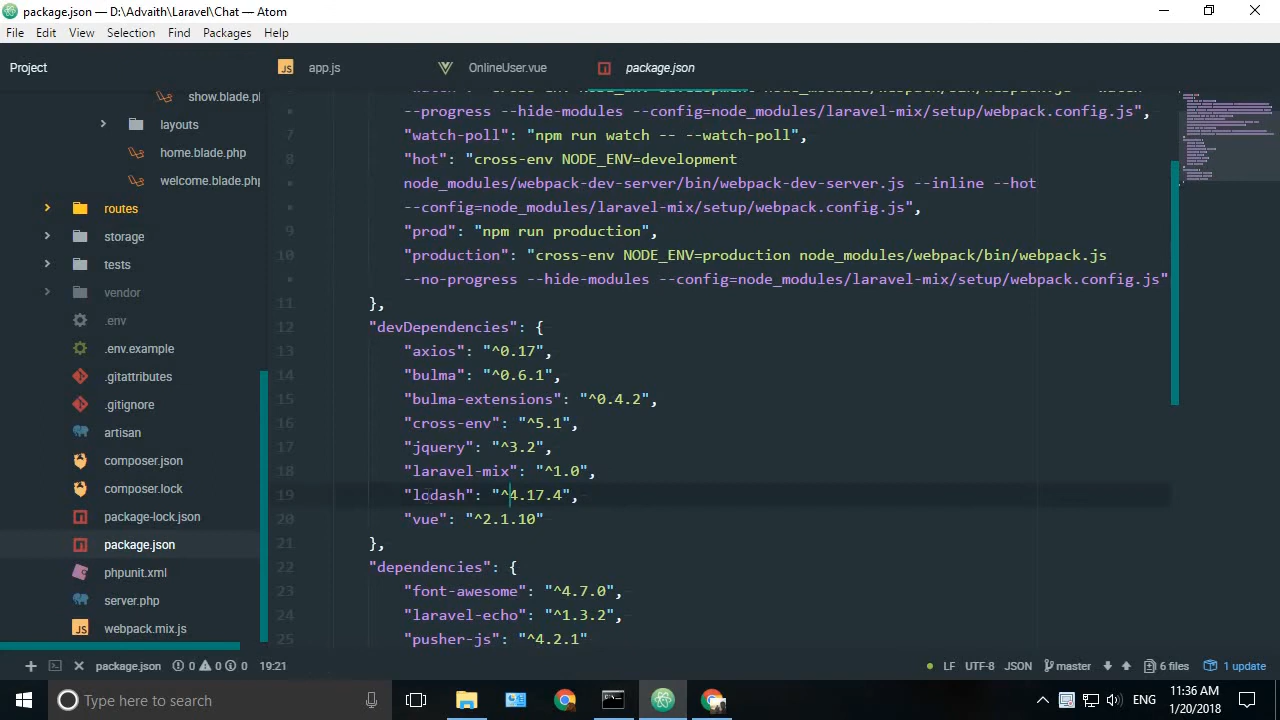 package.json — D:\Advaith\Laravel\Chat — Atom
File Edit View Selection Find Packages Help
Project
app.js
OnlineUser.vue
package.json
show.blade.p
layouts
home.blade.php
welcome.blade.php
routes
storage
tests
vendor
.env
.env.example
.gitattributes
.gitignore
artisan
composer.json
composer.lock
package-lock.json
package.json
phpunit.xml
server.php
webpack.mix.js
--progress --hide-modules --config=node_modules/laravel-mix/setup/webpack.config.js",
7 "watch-poll": "npm run watch -- --watch-poll",
8 "hot": "cross-env NODE_ENV=development
node_modules/webpack-dev-server/bin/webpack-dev-server.js --inline --hot
--config=node_modules/laravel-mix/setup/webpack.config.js",
9 "prod": "npm run production",
10 "production": "cross-env NODE_ENV=production node_modules/webpack/bin/webpack.js
--no-progress --hide-modules --config=node_modules/laravel-mix/setup/webpack.config.js"
11 },
12 "devDependencies": {
13 "axios": "^0.17",
14 "bulma": "^0.6.1",
15 "bulma-extensions": "^0.4.2",
16 "cross-env": "^5.1",
17 "jquery": "^3.2",
18 "laravel-mix": "^1.0",
19 "lodash": "^4.17.4",
20 "vue": "^2.1.10"
21 },
22 "dependencies": {
23 "font-awesome": "^4.7.0",
24 "laravel-echo": "^1.3.2",
25 "pusher-js": "^4.2.1"
package.json 0 0 0 19:21
LF UTF-8 JSON master 6 files 1 update
Type here to search
ENG
11:36 AM
1/20/2018